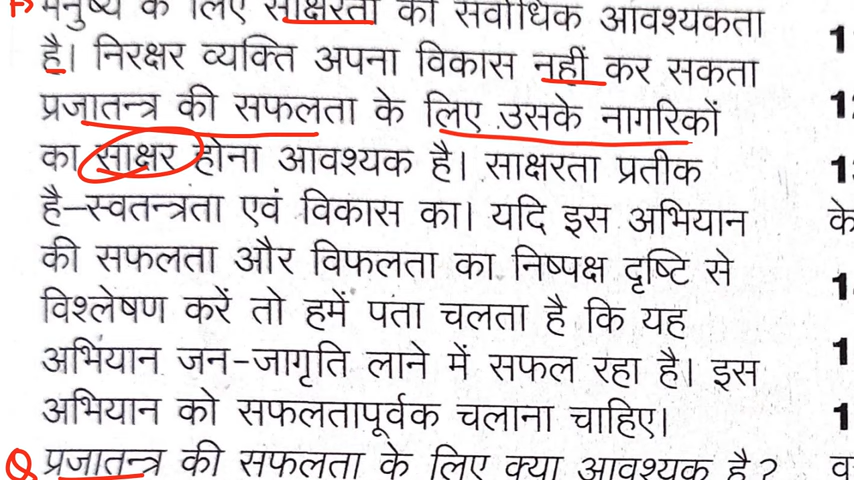 मनुष्य के लिए साक्षरता की सर्वाधिक आवश्यकता
है। निरक्षर व्यक्ति अपना विकास नहीं कर सकता
प्रजातन्त्र की सफलता के लिए उसके नागरिकों
का साक्षर होना आवश्यक है। साक्षरता प्रतीक
है–स्वतन्त्रता एवं विकास का। यदि इस अभियान
की सफलता और विफलता का निष्पक्ष दृष्टि से
विश्लेषण करें तो हमें पता चलता है कि यह
अभियान जन-जागृति लाने में सफल रहा है। इस
अभियान को सफलतापूर्वक चलाना चाहिए।
Q प्रजातन्त्र की सफलता के लिए क्या आवश्यक है?